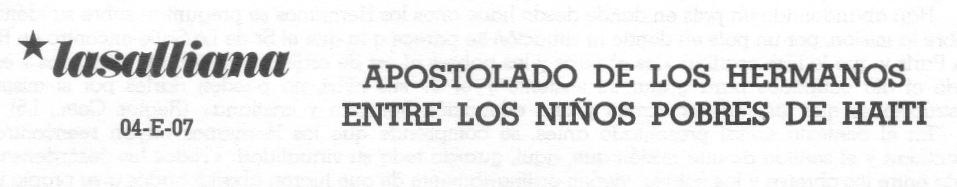 ★ lasalliana
04-E-07
APOSTOLADO DE LOS HERMANOS
ENTRE LOS NIÑOS POBRES DE HAITI